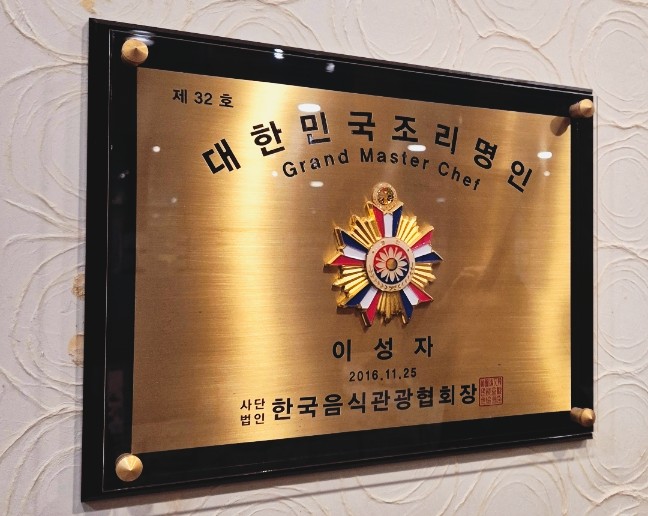 제 32 호
대한민국조리명인
Grand Master Chef
이 성 자
2016.11.25
사단
법인 한국음식관광협회장